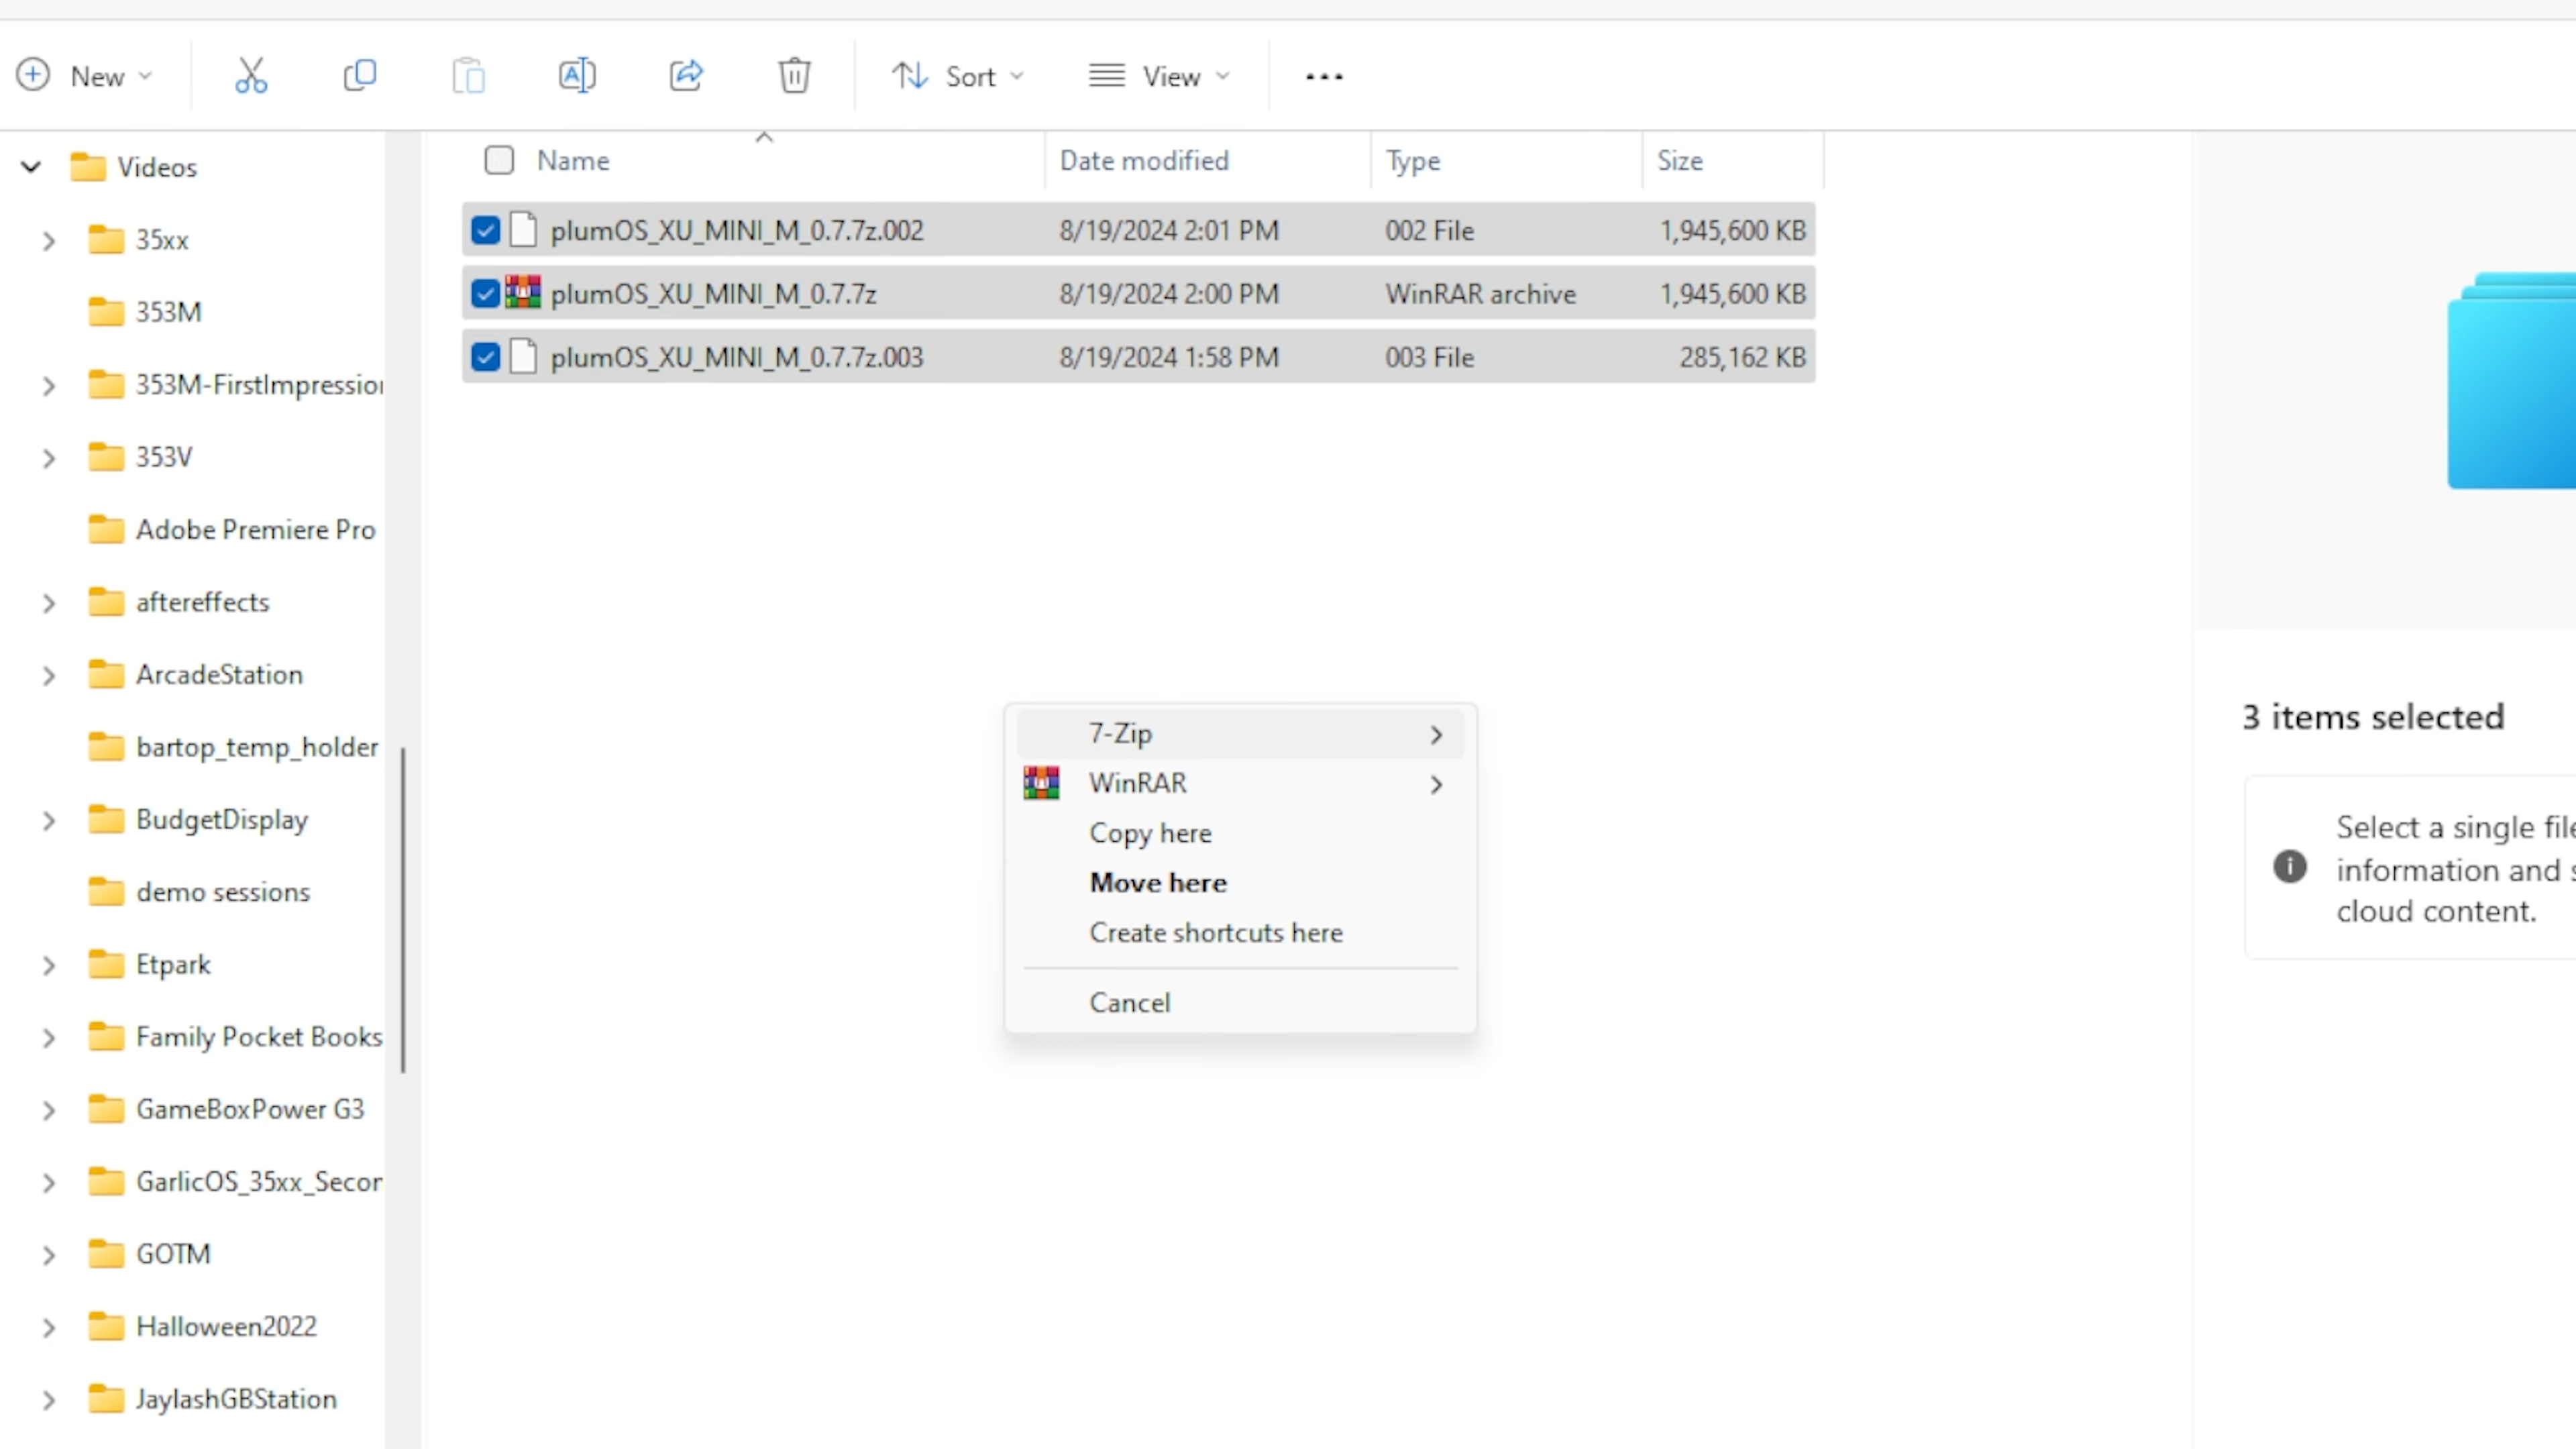 New
Sort
View
Videos
35xx
353M
353M-FirstImpression
353V
Adobe Premiere Pro
aftereffects
ArcadeStation
bartop_temp_holder
BudgetDisplay
demo sessions
Etpark
Family Pocket Books
GameBoxPower G3
GarlicOS_35xx_Secon
GOTM
Halloween2022
JaylashGBStation
Name Date modified Type Size
plumOS_XU_MINI_M_0.7.7z.002 8/19/2024 2:01 PM 002 File 1,945,600 KB
plumOS_XU_MINI_M_0.7.7z 8/19/2024 2:00 PM WinRAR archive 1,945,600 KB
plumOS_XU_MINI_M_0.7.7z.003 8/19/2024 1:58 PM 003 File 285,162 KB
7-Zip
WinRAR
Copy here
Move here
Create shortcuts here
Cancel
3 items selected
Select a single file
information and s
cloud content.